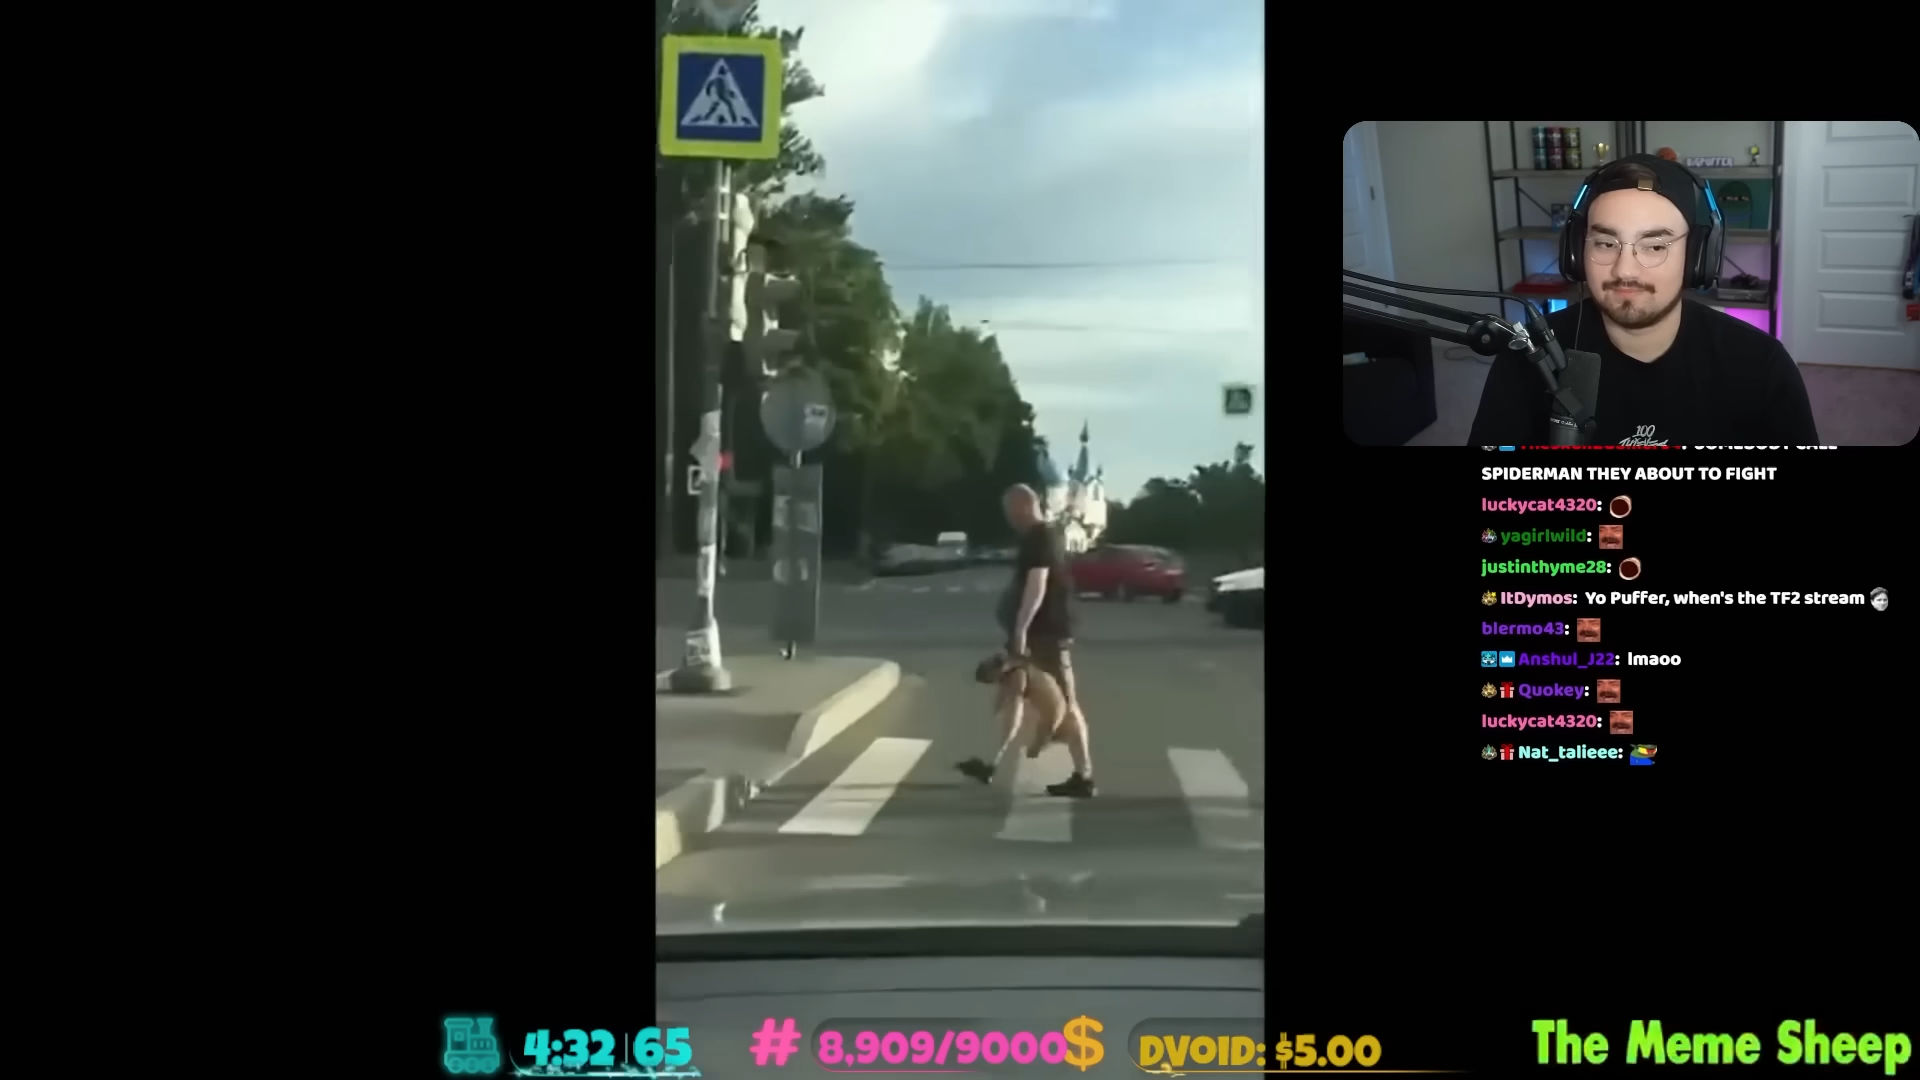 SPIDERMAN THEY ABOUT TO FIGHT
luckycat4320:
yagirlwild:
justinthyme28:
ItDymos: Yo Puffer, when's the TF2 stream
blermo43:
Anshul_J22: lmaoo
Quokey:
luckycat4320:
Nat_talieee:
100
4:32 | 65
# 8,909/9000
$ DVOID: $5.00
The Meme Sheep